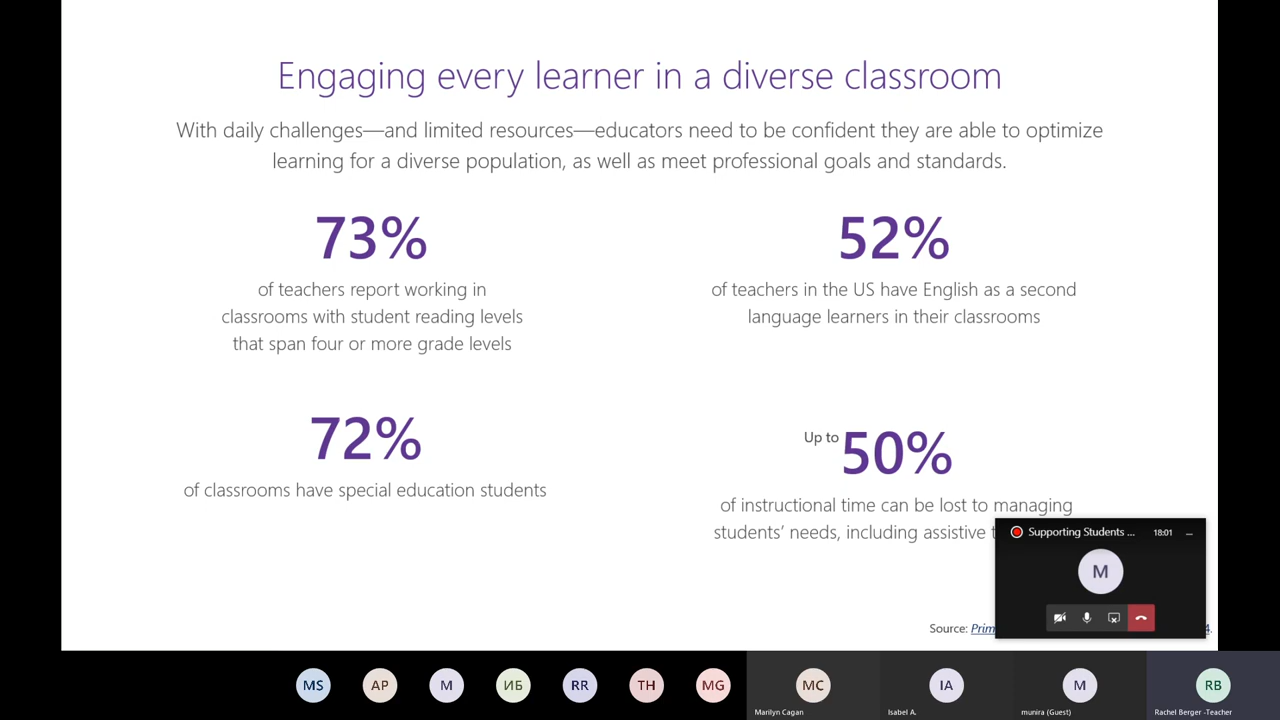 Engaging every learner in a diverse classroom
With daily challenges—and limited resources—educators need to be confident they are able to optimize
learning for a diverse population, as well as meet professional goals and standards.
73%
of teachers report working in
classrooms with student reading levels
that span four or more grade levels
52%
of teachers in the US have English as a second
language learners in their classrooms
72%
of classrooms have special education students
Up to 50%
of instructional time can be lost to managing
students’ needs, including assistive
Supporting Students ... 18:01
M
Source:
MS AP M ИБ RR TH MG MC IA M RB
Marilyn Cagan Isabel A. munira (Guest) Rachel Berger -Teacher